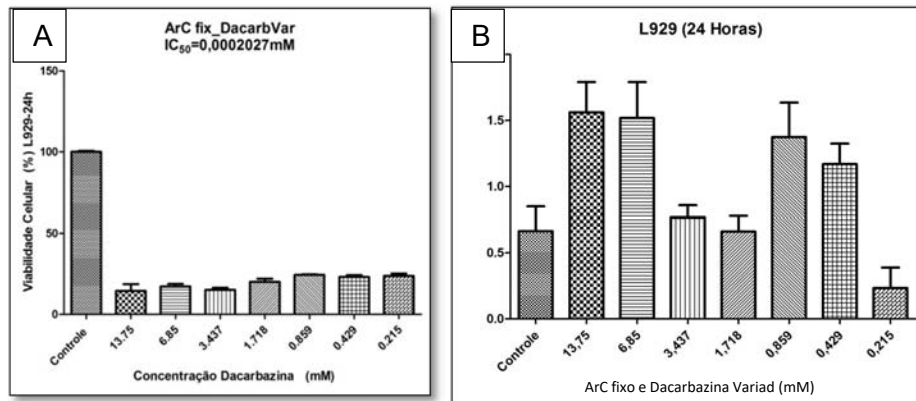 A
ArC fix_DacarbVar
IC50=0,0002027mM
Viabilidade Celular (%) L929-24h
150
100
50
0
Controle
13.75
6.85
3.437
1.718
0.859
0.429
0.215
Concentração Dacarbazina (mM)
B
L929 (24 Horas)
1.5
1.0
0.5
0.0
Controle
13,75
6,85
3,437
1,718
0,859
0,429
0,215
ArC fixo e Dacarbazina Variad (mM)